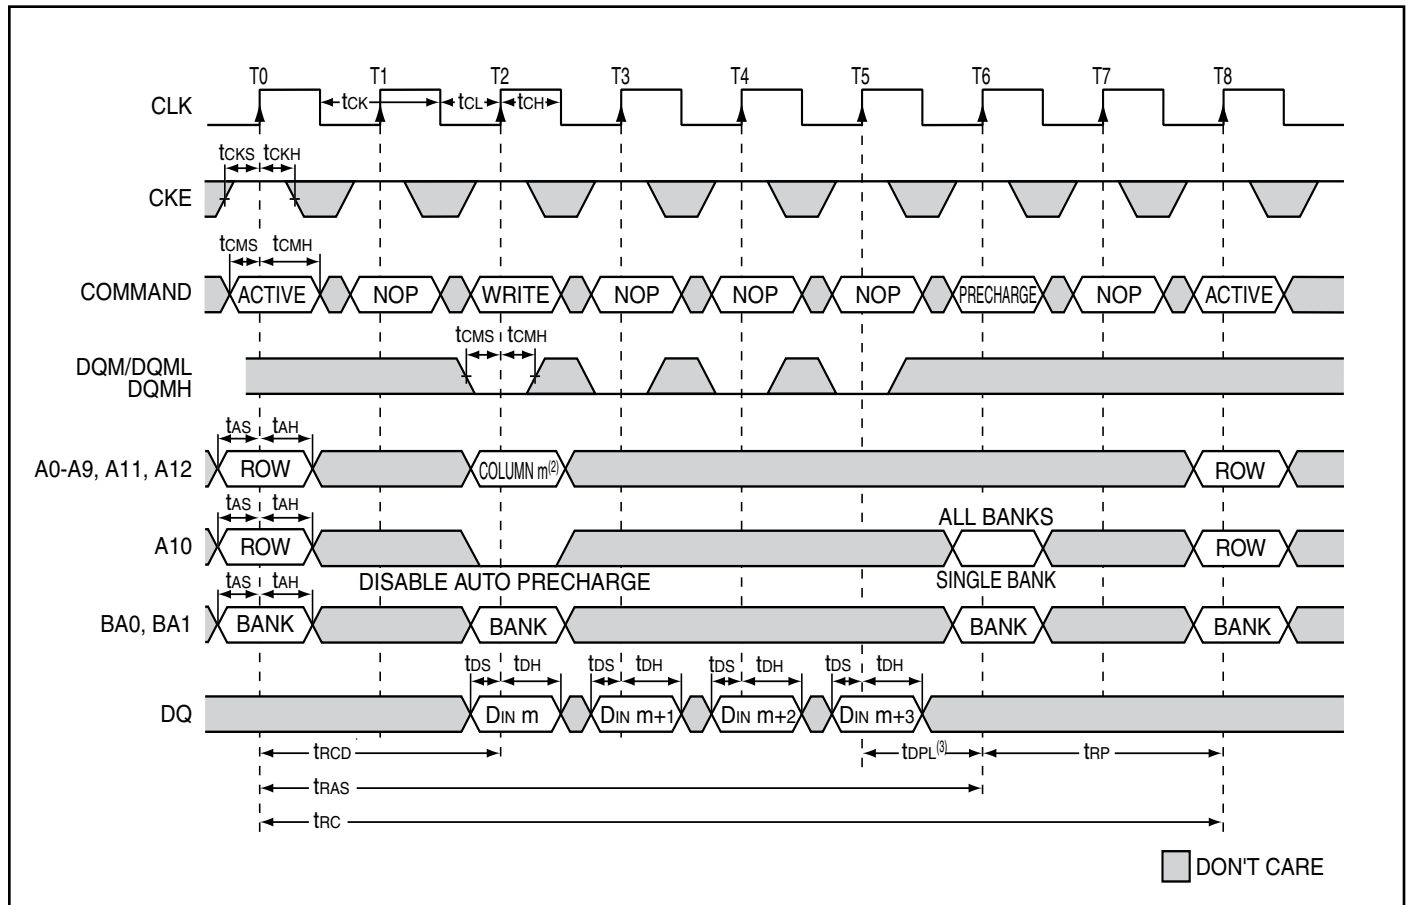 T0 T1 T2 T3 T4 T5 T6 T7 T8
CLK tCK tCL tCH
tCKS tCKH
CKE
tCMS tCMH
COMMAND ACTIVE NOP WRITE NOP NOP NOP PRECHARGE NOP ACTIVE
tCMS tCMH
DQM/DQML
DQMH
tAS tAH
A0-A9, A11, A12 ROW COLUMN m(2) ROW
tAS tAH
ALL BANKS
A10 ROW ROW
DISABLE AUTO PRECHARGE SINGLE BANK
tAS tAH
BA0, BA1 BANK BANK BANK BANK
tDS tDH tDS tDH tDS tDH tDS tDH
DQ DIN m DIN m+1 DIN m+2 DIN m+3
tRCD tDPL(3) tRP
tRAS
tRC
DON'T CARE